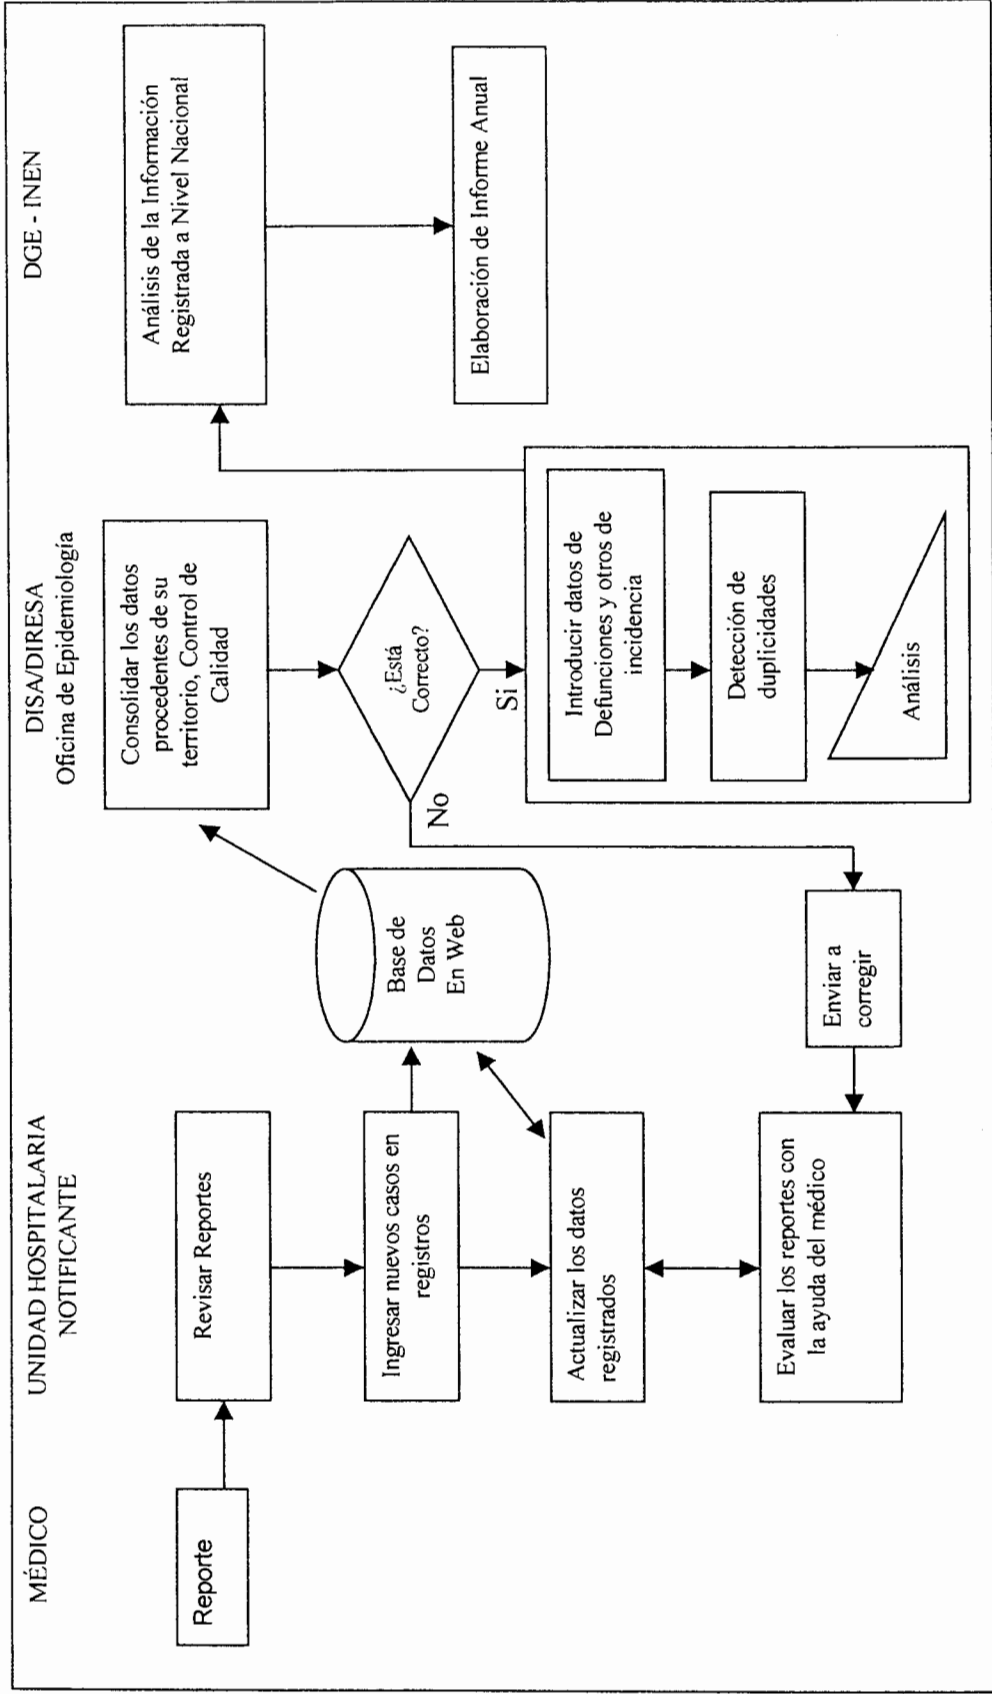 MÉDICO
Reporte
UNIDAD HOSPITALARIA
NOTIFICANTE
Revisar Reportes
Ingresar nuevos casos en
registros
Actualizar los datos
registrados
Evaluar los reportes con
la ayuda del médico
Base de
Datos
En Web
Enviar a
corregir
DISA/DIRESA
Oficina de Epidemiología
Consolidar los datos
procedentes de su
territorio, Control de
Calidad
¿Está
Correcto?
No
Si
Introducir datos de
Defunciones y otros de
incidencia
Detección de
duplicidades
Análisis
DGE - INEN
Análisis de la Información
Registrada a Nivel Nacional
Elaboración de Informe Anual